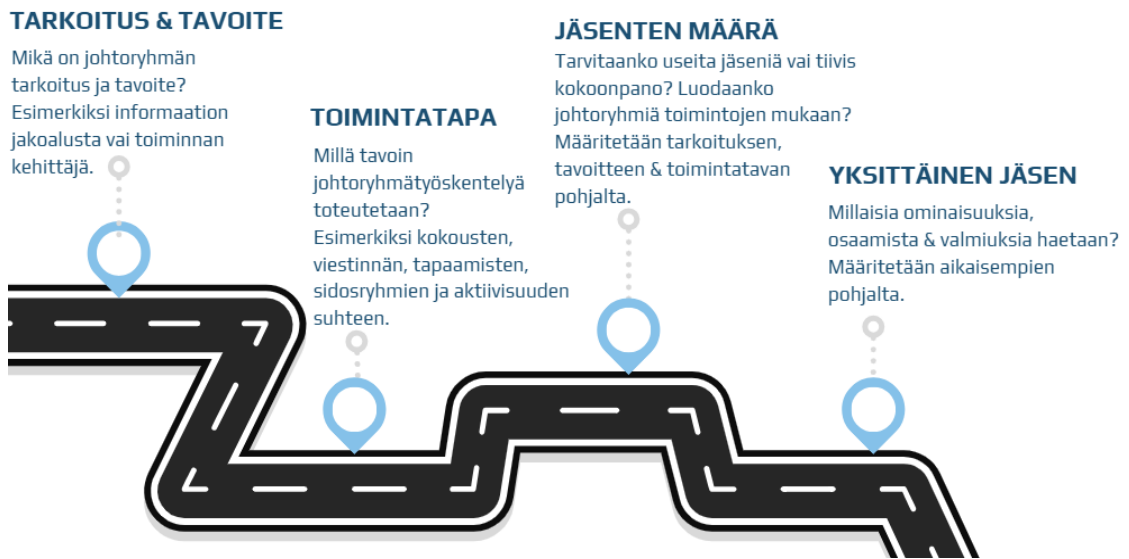 TARKOITUS & TAVOITE
Mikä on johtoryhmän
tarkoitus ja tavoite?
Esimerkiksi informaation
jakoalusta vai toiminnan
kehittäjä.
TOIMINTATAPA
Millä tavoin
johtoryhmätyöskentelyä
toteutetaan?
Esimerkiksi kokousten,
viestinnän, tapaamisten,
sidosryhmien ja aktiivisuuden
suhteen.
JÄSENTEN MÄÄRÄ
Tarvitaanko useita jäseniä vai tiivis
kokoonpano? Luodaanko
johtoryhmiä toimintojen mukaan?
Määritetään tarkoituksen,
tavoitteen & toimintatavan
pohjalta.
YKSITTÄINEN JÄSEN
Millaisia ominaisuuksia,
osaamista & valmiuksia haetaan?
Määritetään aikaisempien
pohjalta.